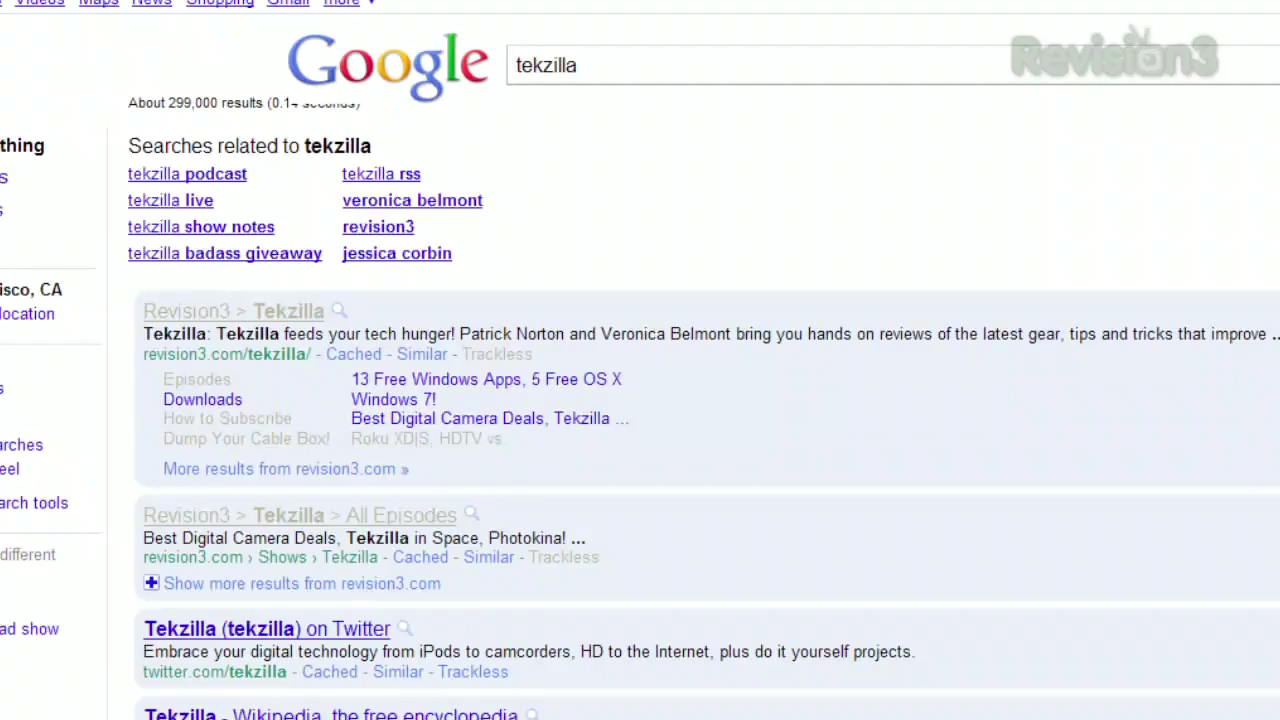 Videos Maps News Shopping Gmail more
Google tekzilla Revision3
About 299,000 results (0.14 seconds)
thing
Searches related to tekzilla
tekzilla podcast tekzilla rss
tekzilla live veronica belmont
tekzilla show notes revision3
tekzilla badass giveaway jessica corbin
isco, CA
location
Revision3 > Tekzilla
Tekzilla: Tekzilla feeds your tech hunger! Patrick Norton and Veronica Belmont bring you hands on reviews of the latest gear, tips and tricks that improve ...
revision3.com/tekzilla/ - Cached - Similar - Trackless
Episodes 13 Free Windows Apps, 5 Free OS X
Downloads Windows 7!
How to Subscribe Best Digital Camera Deals, Tekzilla ...
Dump Your Cable Box! Roku XD|S, HDTV vs.
arches
eel
More results from revision3.com »
arch tools
Revision3 > Tekzilla > All Episodes
Best Digital Camera Deals, Tekzilla in Space, Photokina! ...
different
revision3.com › Shows › Tekzilla - Cached - Similar - Trackless
Show more results from revision3.com
ad show
Tekzilla (tekzilla) on Twitter
Embrace your digital technology from iPods to camcorders, HD to the Internet, plus do it yourself projects.
twitter.com/tekzilla - Cached - Similar - Trackless
Tekzilla - Wikipedia, the free encyclopedia